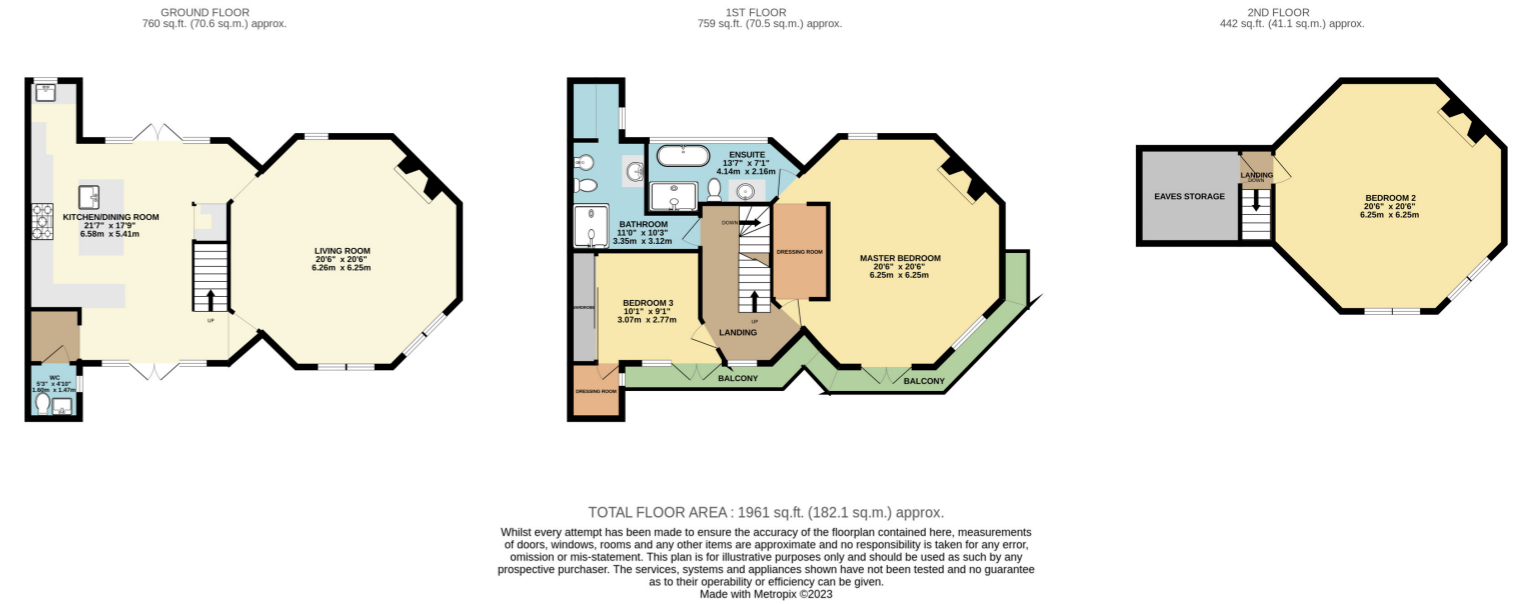 GROUND FLOOR
760 sq.ft. (70.6 sq.m.) approx.
KITCHEN/DINING ROOM
21'7" x 17'9"
6.58m x 5.41m
LIVING ROOM
20'6" x 20'6"
6.26m x 6.25m
UP
WC
5'3" x 4'10"
1.60m x 1.47m
1ST FLOOR
759 sq.ft. (70.5 sq.m.) approx.
ENSUITE
13'7" x 7'1"
4.14m x 2.16m
BATHROOM
11'0" x 10'3"
3.35m x 3.12m
DOWN
DRESSING ROOM
MASTER BEDROOM
20'6" x 20'6"
6.25m x 6.25m
WARDROBE
BEDROOM 3
10'1" x 9'1"
3.07m x 2.77m
UP
LANDING
BALCONY
BALCONY
DRESSING ROOM
2ND FLOOR
442 sq.ft. (41.1 sq.m.) approx.
EAVES STORAGE
LANDING
DOWN
BEDROOM 2
20'6" x 20'6"
6.25m x 6.25m
TOTAL FLOOR AREA : 1961 sq.ft. (182.1 sq.m.) approx.
Whilst every attempt has been made to ensure the accuracy of the floorplan contained here, measurements
of doors, windows, rooms and any other items are approximate and no responsibility is taken for any error,
omission or mis-statement. This plan is for illustrative purposes only and should be used as such by any
prospective purchaser. The services, systems and appliances shown have not been tested and no guarantee
as to their operability or efficiency can be given.
Made with Metropix ©2023